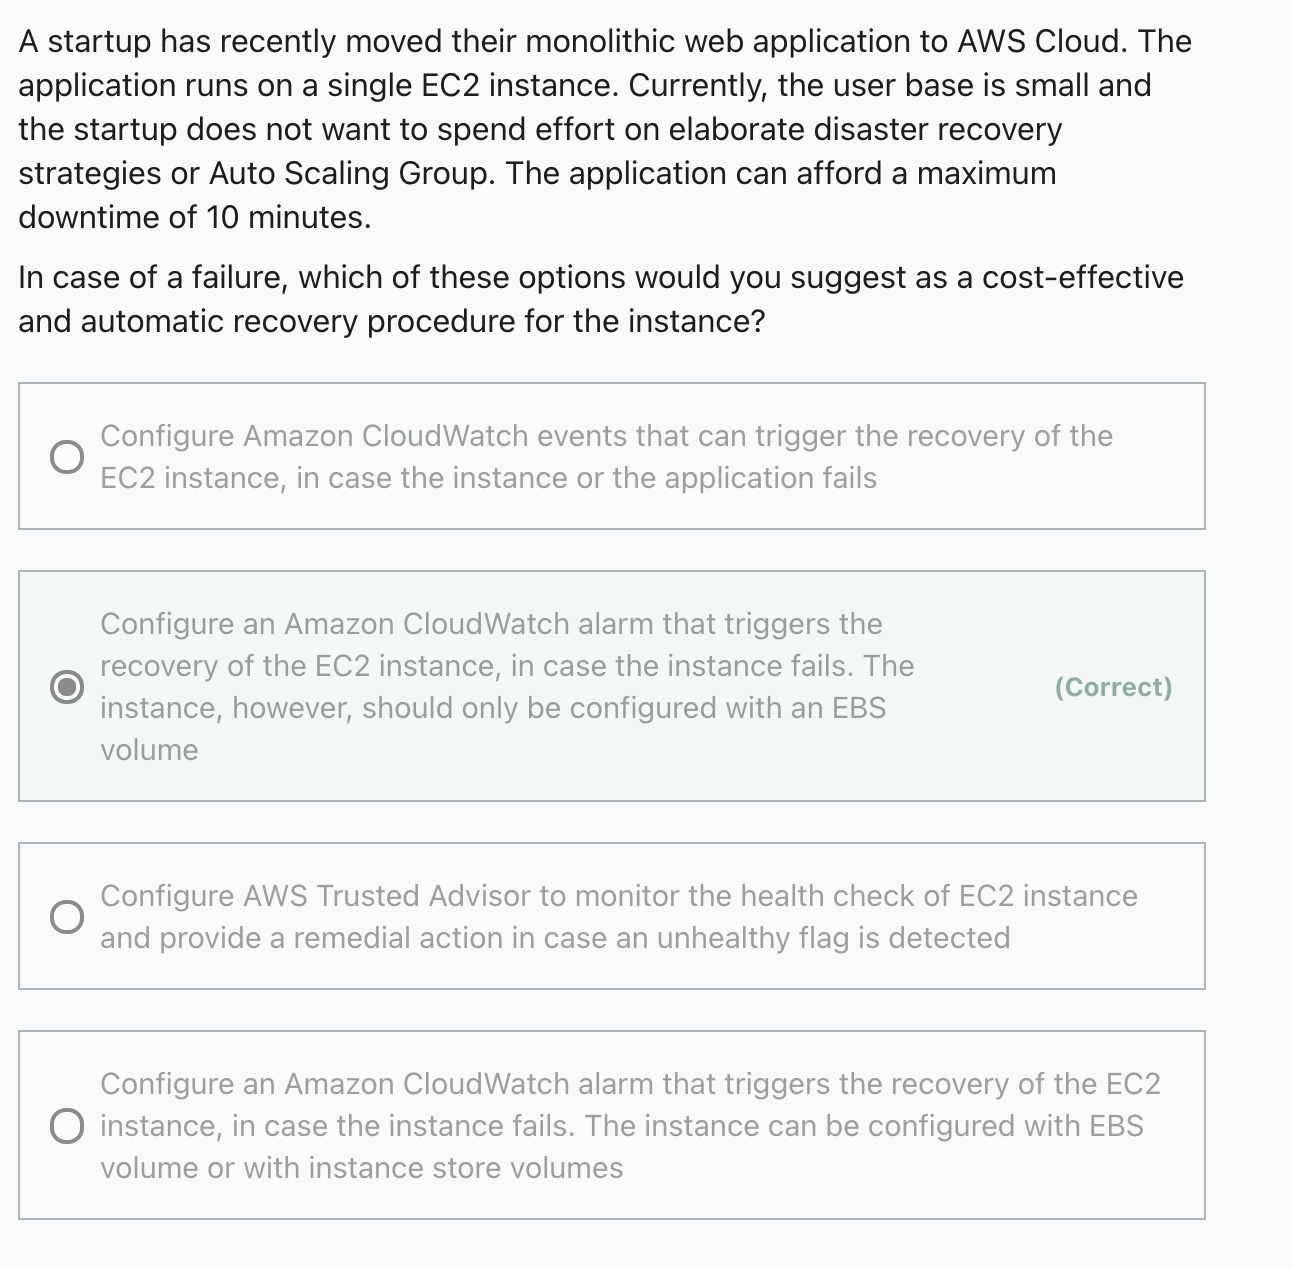 A startup has recently moved their monolithic web application to AWS Cloud. The
application runs on a single EC2 instance. Currently, the user base is small and
the startup does not want to spend effort on elaborate disaster recovery
strategies or Auto Scaling Group. The application can afford a maximum
downtime of 10 minutes.
In case of a failure, which of these options would you suggest as a cost-effective
and automatic recovery procedure for the instance?
Configure Amazon CloudWatch events that can trigger the recovery of the
EC2 instance, in case the instance or the application fails
Configure an Amazon CloudWatch alarm that triggers the
recovery of the EC2 instance, in case the instance fails. The
instance, however, should only be configured with an EBS
volume
(Correct)
Configure AWS Trusted Advisor to monitor the health check of EC2 instance
and provide a remedial action in case an unhealthy flag is detected
Configure an Amazon CloudWatch alarm that triggers the recovery of the EC2
instance, in case the instance fails. The instance can be configured with EBS
volume or with instance store volumes